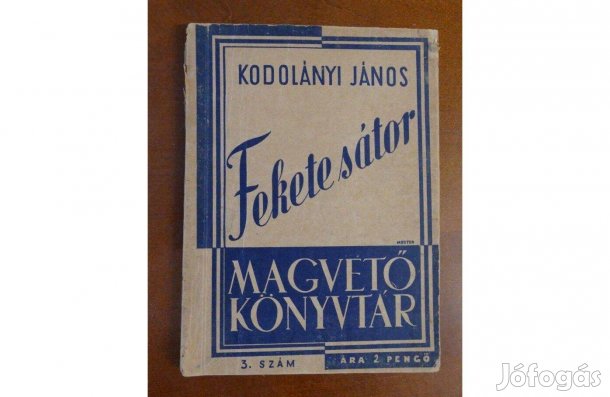 KODOLÁNYI JÁNOS
Fekete sátor
MAGVETŐ
KÖNYVTÁR
3. SZÁM ÁRA 2 PENGŐ
Jófogás